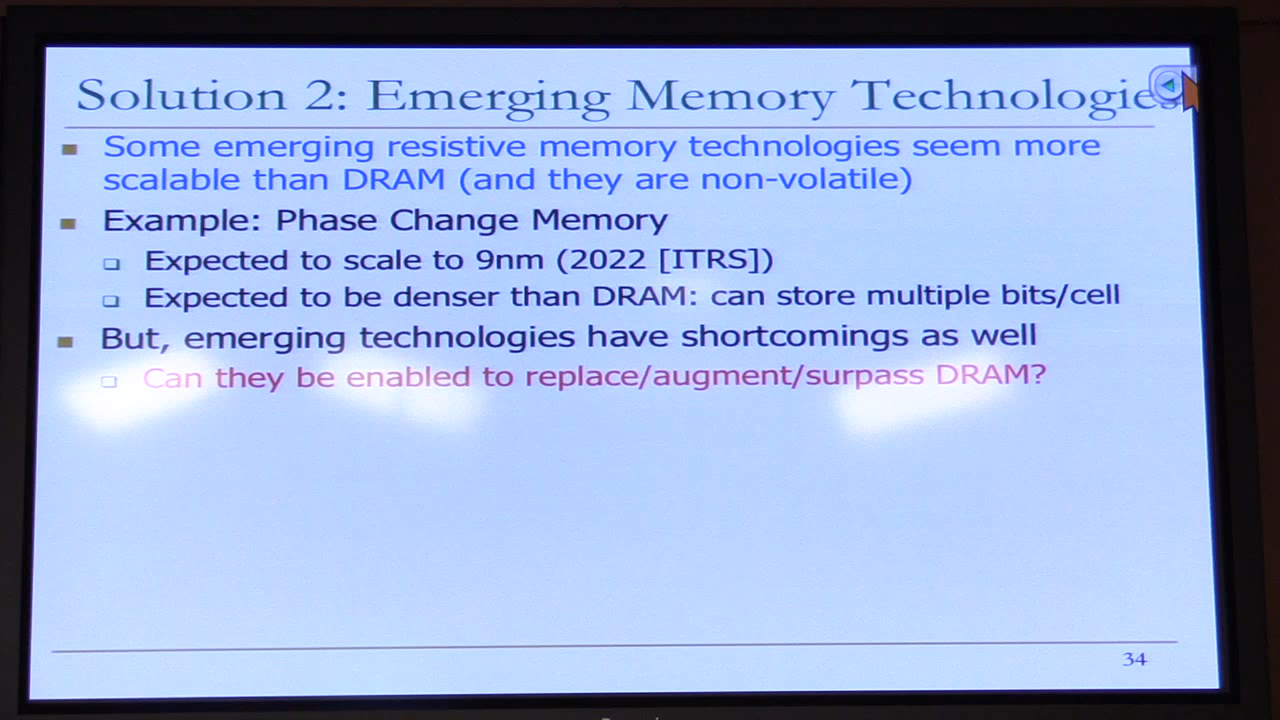 Solution 2: Emerging Memory Technologies
Some emerging resistive memory technologies seem more
scalable than DRAM (and they are non-volatile)
Example: Phase Change Memory
Expected to scale to 9nm (2022 [ITRS])
Expected to be denser than DRAM: can store multiple bits/cell
But, emerging technologies have shortcomings as well
Can they be enabled to replace/augment/surpass DRAM?
34